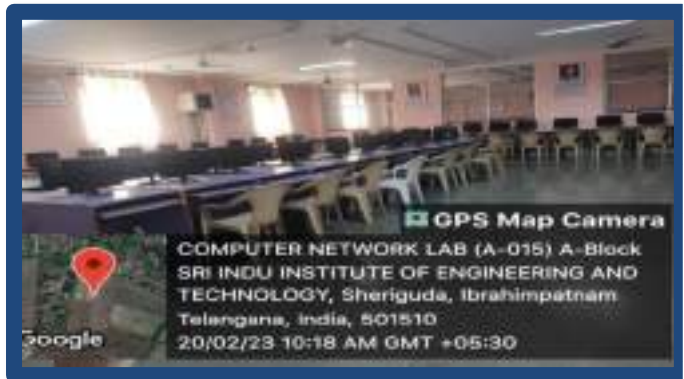 GPS Map Camera
COMPUTER NETWORK LAB (A-015) A-Block
SRI INDU INSTITUTE OF ENGINEERING AND
TECHNOLOGY, Sheriguda, Ibrahimpatnam
Telangana, India, 501510
Google
20/02/23 10:18 AM GMT +05:30